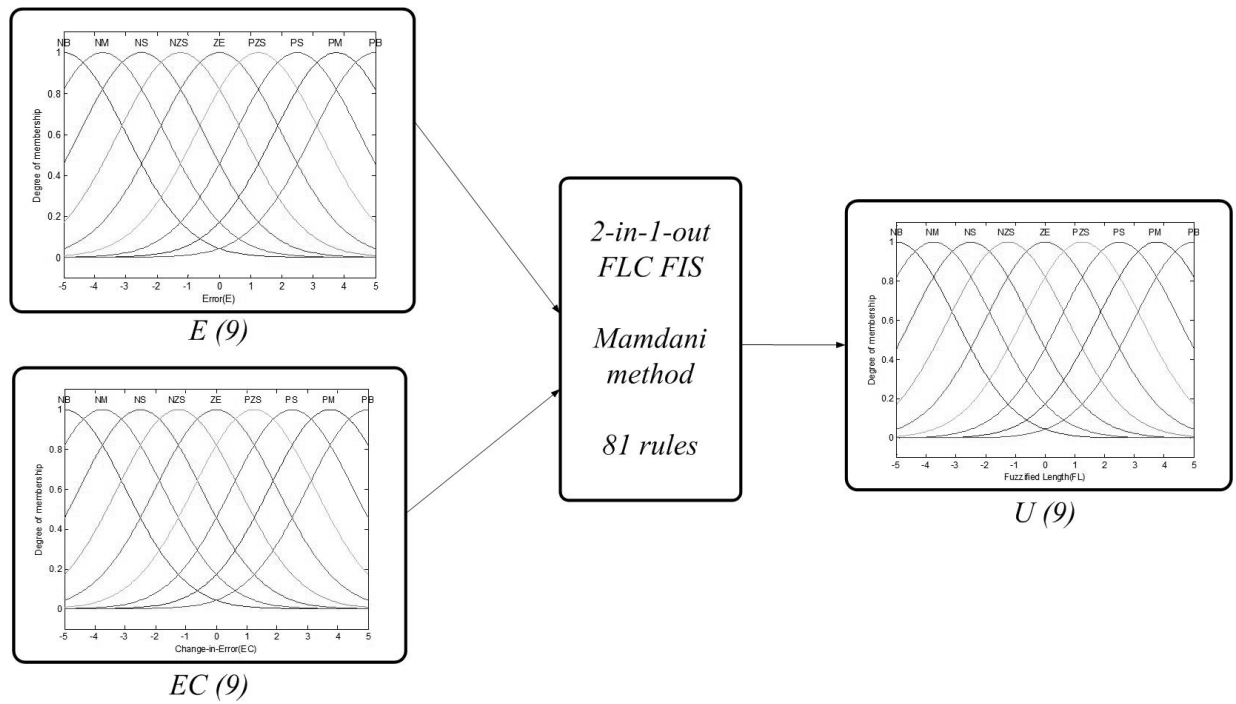 NB NM NS NZS ZE PZS PS PM PB
1
0.8
0.6
0.4
0.2
0
Degree of membership
-5 -4 -3 -2 -1 0 1 2 3 4 5
Error(E)
E (9)
NB NM NS NZS ZE PZS PS PM PB
1
0.8
0.6
0.4
0.2
0
Degree of membership
-5 -4 -3 -2 -1 0 1 2 3 4 5
Change-in-Error(EC)
EC (9)
2-in-1-out
FLC FIS
Mamdani
method
81 rules
NB NM NS NZS ZE PZS PS PM PB
1
0.8
0.6
0.4
0.2
0
Degree of membership
-5 -4 -3 -2 -1 0 1 2 3 4 5
Fuzzified Length(FL)
U (9)